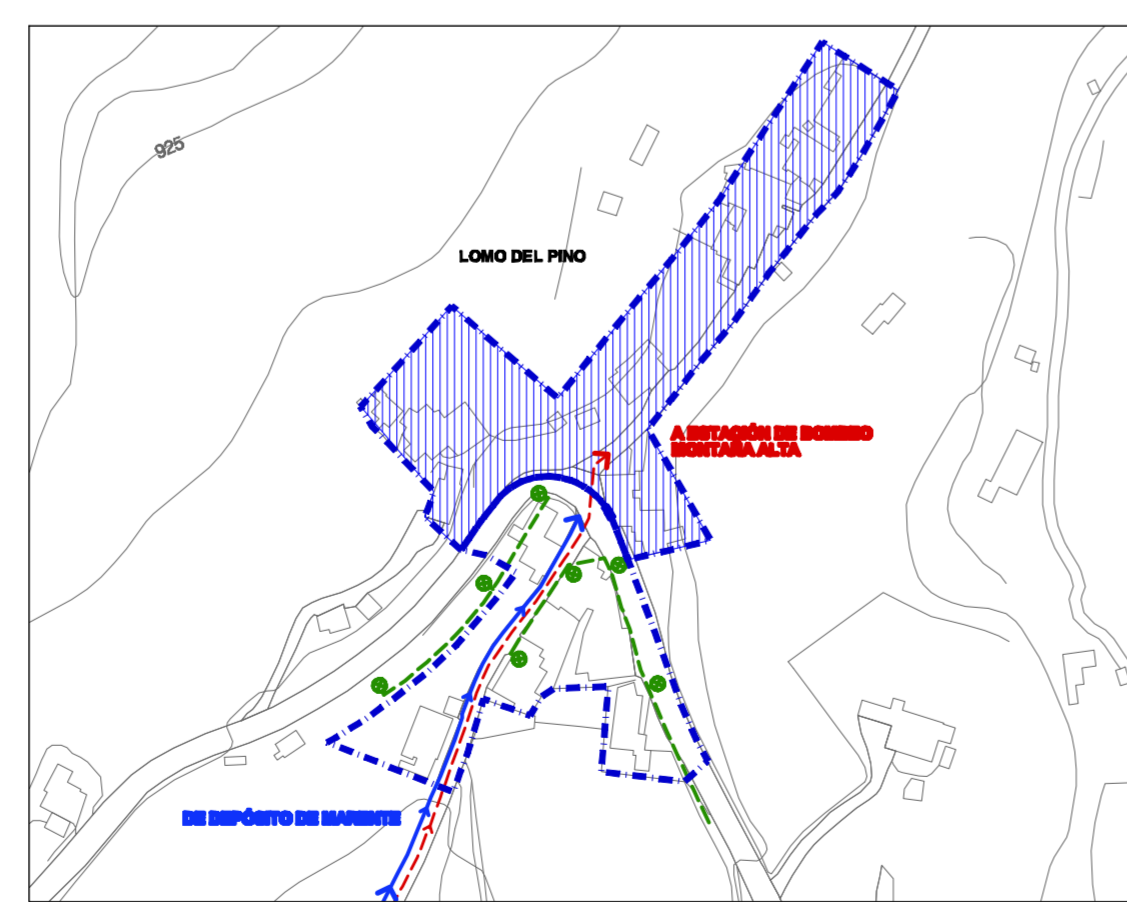 925
LOMO DEL PINO
A ESTACIÓN DE BOMBEO
MONTAÑA ALTA
DE DEPÓSITO DE MARENTE